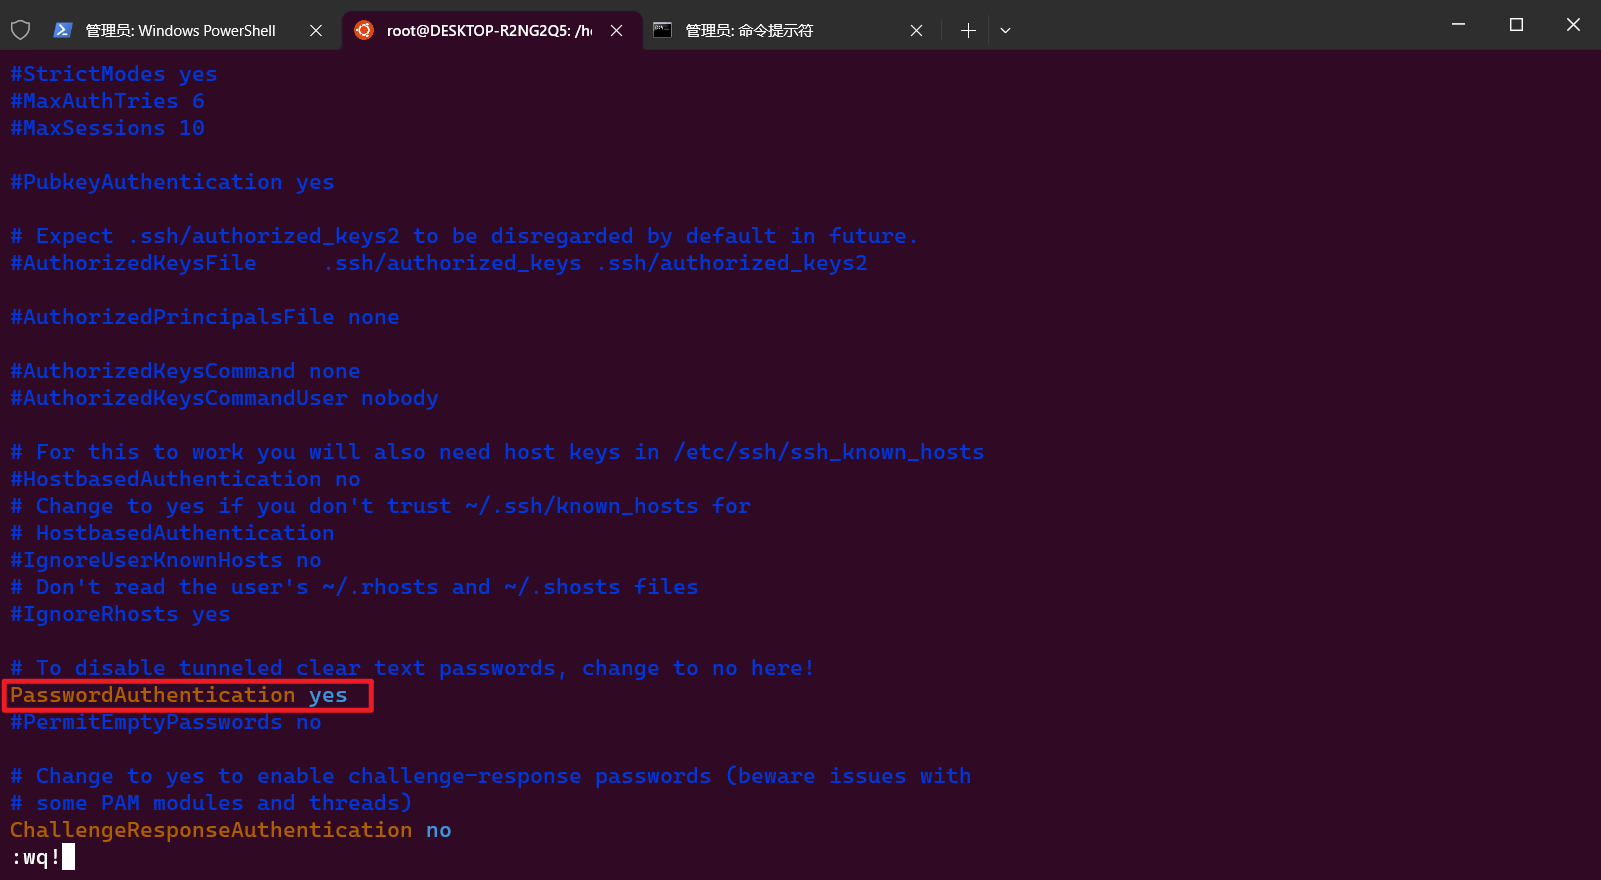 管理员: Windows PowerShell
root@DESKTOP-R2NG2Q5: /h
管理员: 命令提示符
#StrictModes yes
#MaxAuthTries 6
#MaxSessions 10
#PubkeyAuthentication yes
# Expect .ssh/authorized_keys2 to be disregarded by default in future.
#AuthorizedKeysFile     .ssh/authorized_keys .ssh/authorized_keys2
#AuthorizedPrincipalsFile none
#AuthorizedKeysCommand none
#AuthorizedKeysCommandUser nobody
# For this to work you will also need host keys in /etc/ssh/ssh_known_hosts
#HostbasedAuthentication no
# Change to yes if you don't trust ~/.ssh/known_hosts for
# HostbasedAuthentication
#IgnoreUserKnownHosts no
# Don't read the user's ~/.rhosts and ~/.shosts files
#IgnoreRhosts yes
# To disable tunneled clear text passwords, change to no here!
PasswordAuthentication yes
#PermitEmptyPasswords no
# Change to yes to enable challenge-response passwords (beware issues with
# some PAM modules and threads)
ChallengeResponseAuthentication no
:wq!